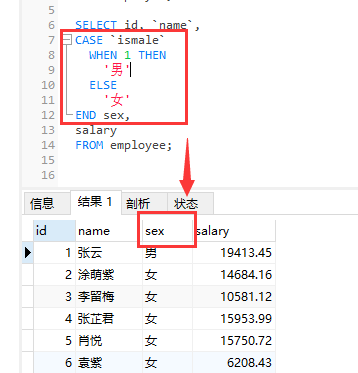 6
7 SELECT id, `name`,
8 CASE `ismale`
WHEN 1 THEN
9 '男'
10 ELSE
11 '女'
12 END sex,
13 salary
14 FROM employee;
15
16
信息 结果 1 剖析 状态
id name sex salary
1 张云 男 19413.45
2 涂萌紫 女 14684.16
3 李留梅 女 10581.12
4 张芷君 女 15953.99
5 肖悦 女 15750.72
6 袁紫 女 6208.43